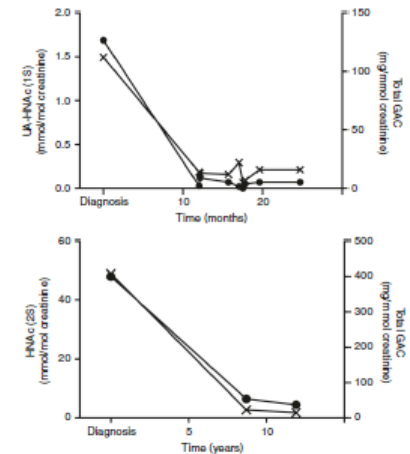 2.0
1.5
1.0
0.5
0.0
UA-HNAc (1S)
(mmol/mol creatinine)
150
100
50
0
Total GAC
(mg/mmol creatinine)
Diagnosis 10 20
Time (months)
60
40
20
0
HNAc (2S)
(mmol/mol creatinine)
500
400
300
200
100
0
Total GAC
(mg/mmol creatinine)
Diagnosis 5 10
Time (years)